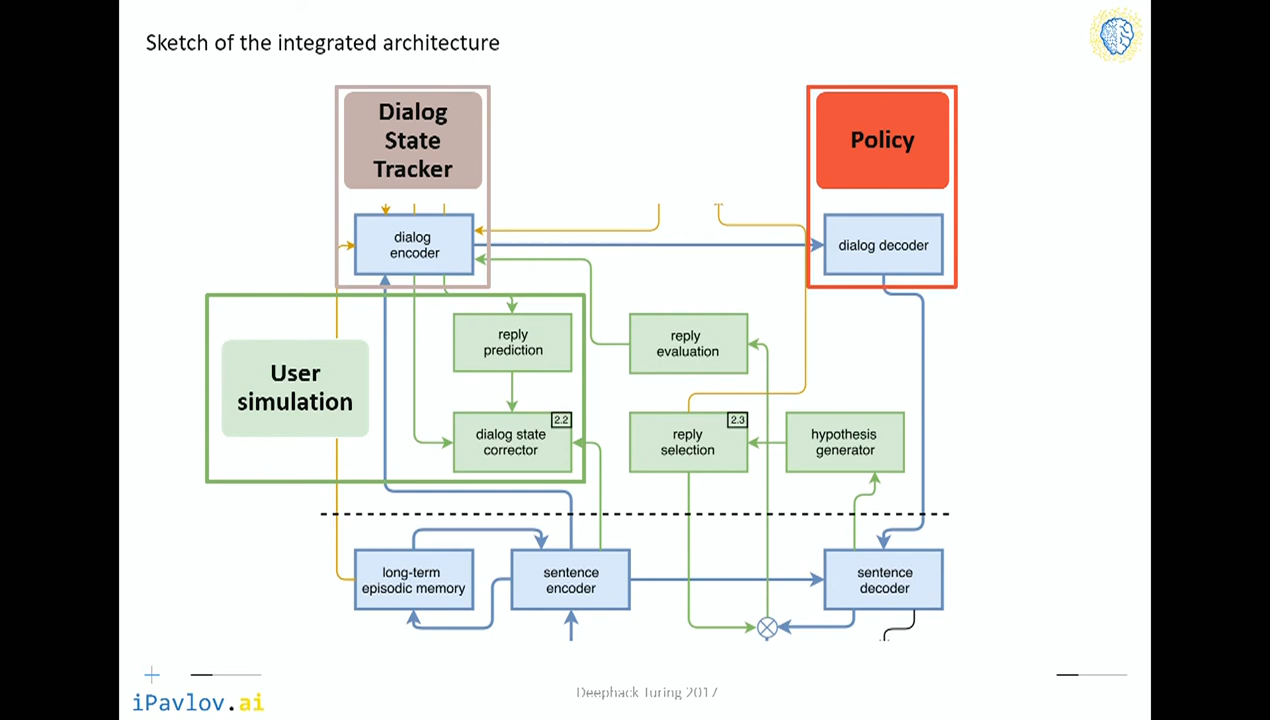 Sketch of the integrated architecture
Dialog
State
Tracker
Policy
dialog
encoder
dialog decoder
reply
prediction
reply
evaluation
User
simulation
2.2
dialog state
corrector
2.3
reply
selection
hypothesis
generator
long-term
episodic memory
sentence
encoder
sentence
decoder
iPavlov.ai
Deephack Turing 2017